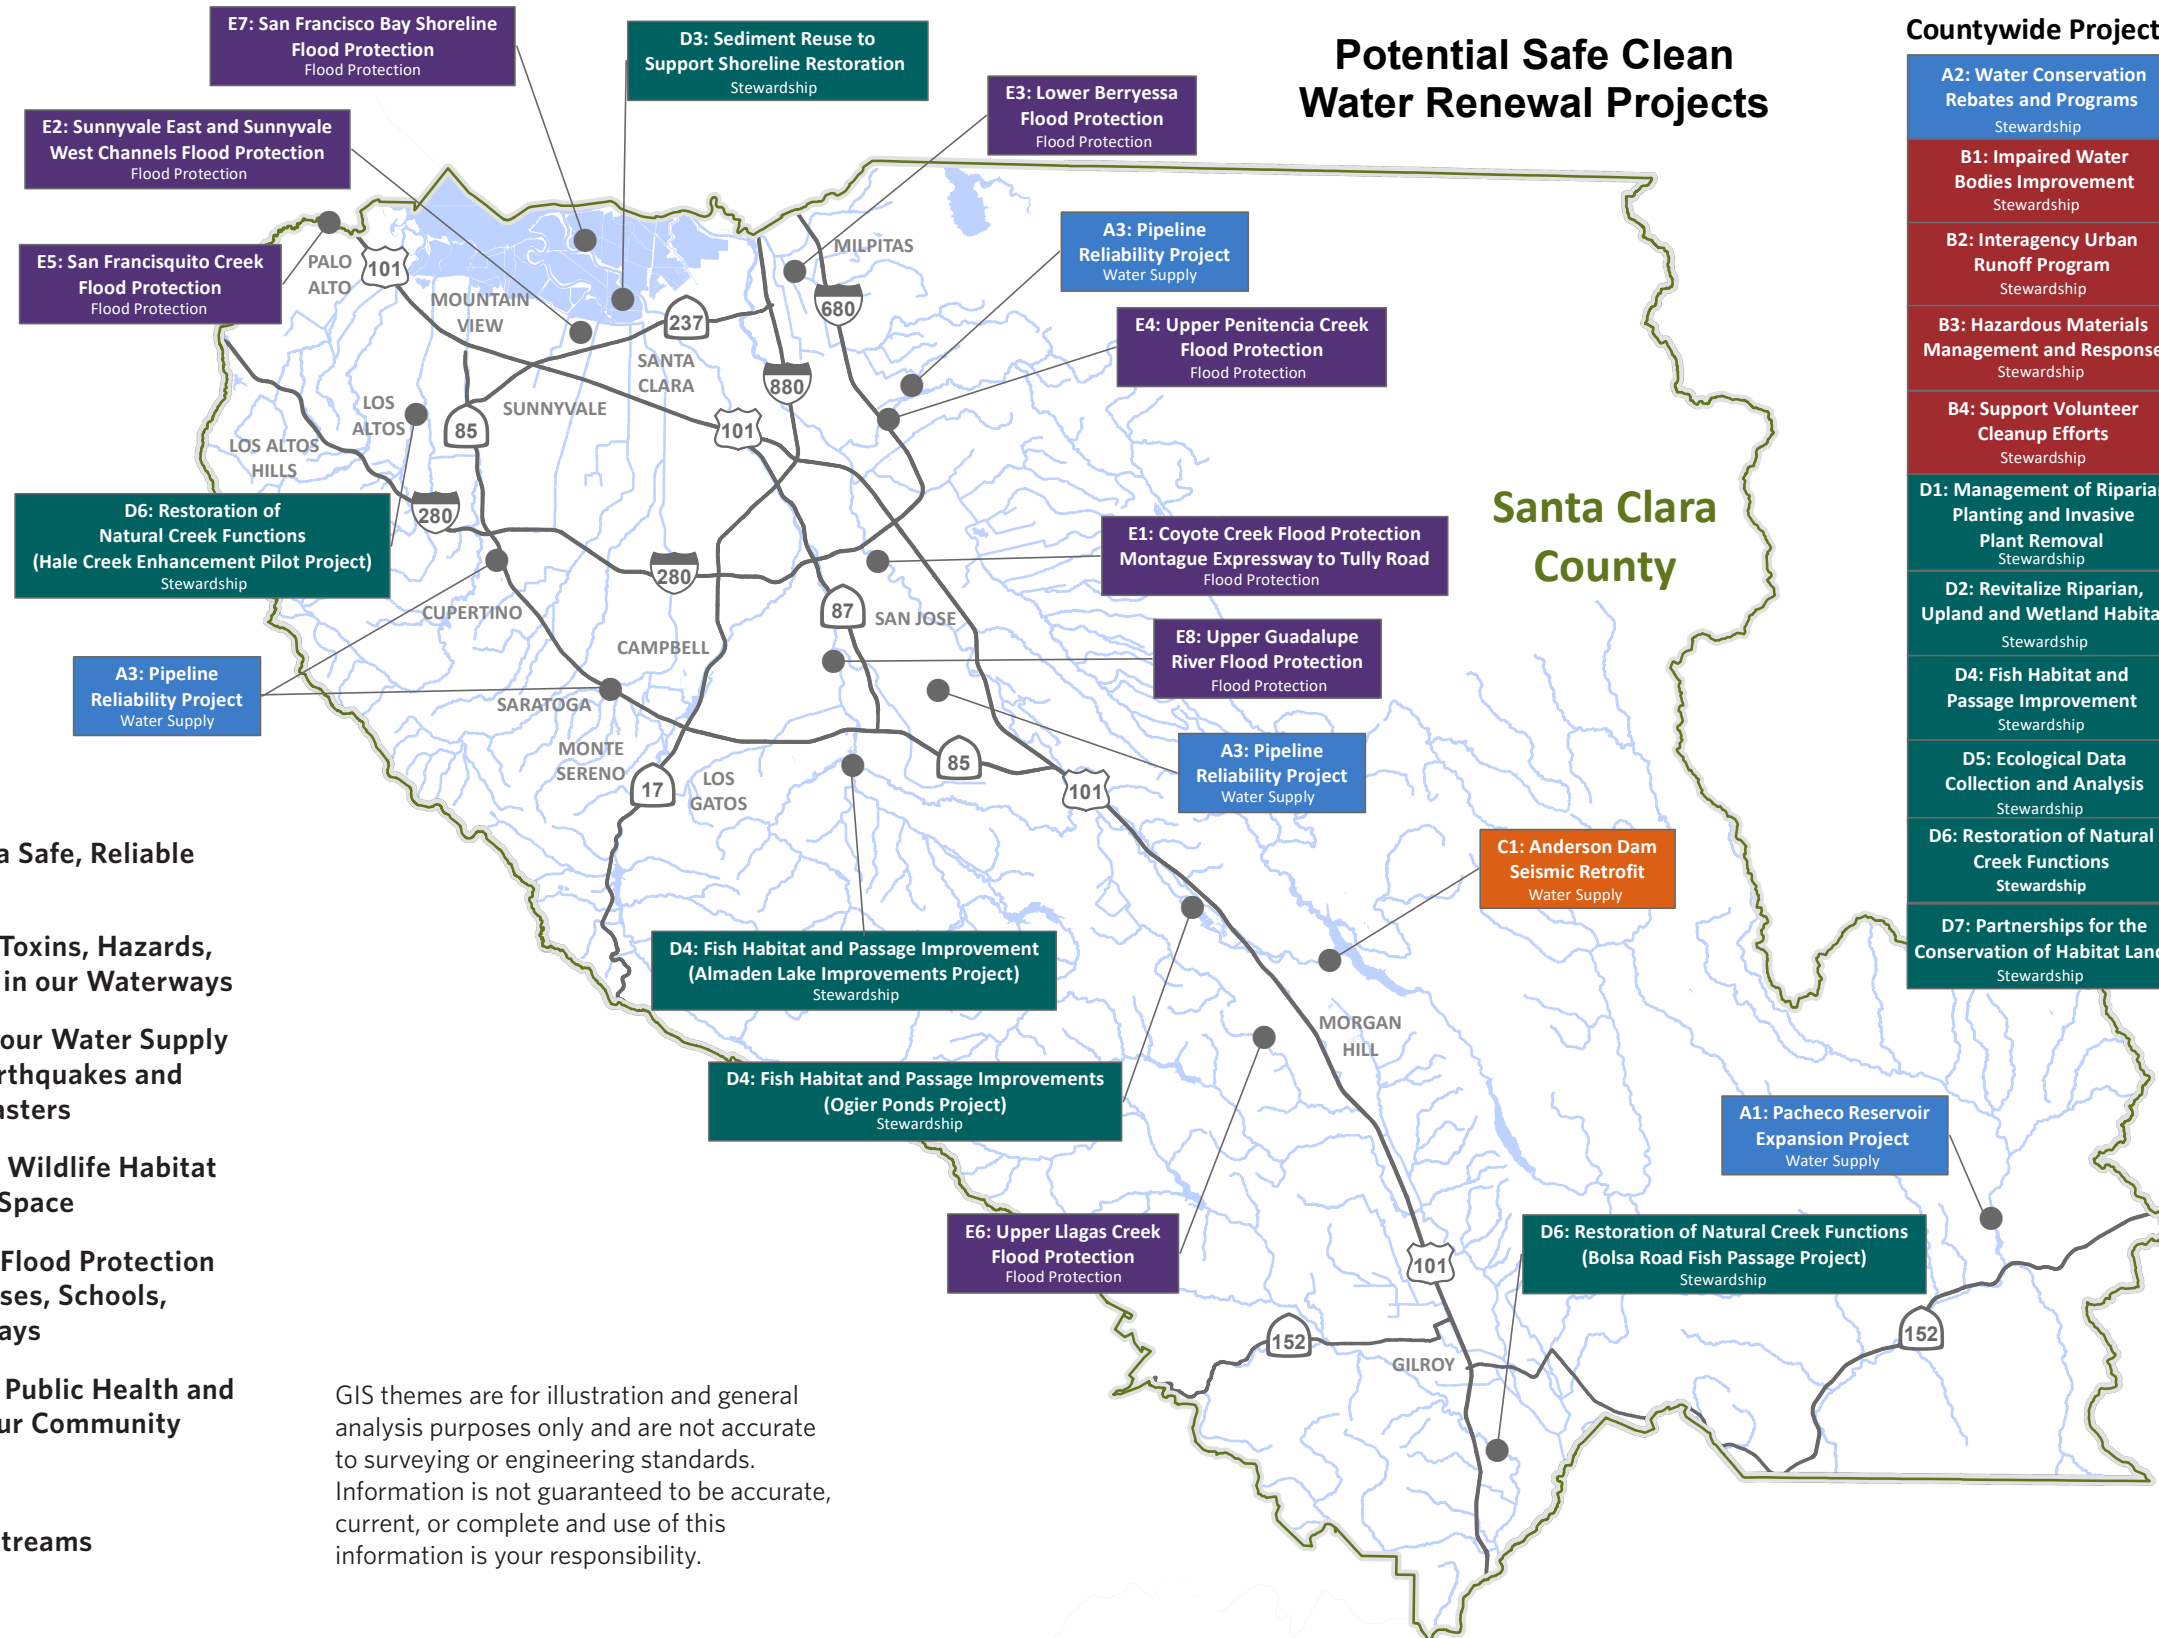 Potential Safe Clean
Water Renewal Projects
E7: San Francisco Bay Shoreline
Flood Protection
Flood Protection
D3: Sediment Reuse to
Support Shoreline Restoration
Stewardship
E3: Lower Berryessa
Flood Protection
Flood Protection
E2: Sunnyvale East and Sunnyvale
West Channels Flood Protection
Flood Protection
E5: San Francisquito Creek
Flood Protection
Flood Protection
A3: Pipeline
Reliability Project
Water Supply
E4: Upper Penitencia Creek
Flood Protection
Flood Protection
D6: Restoration of
Natural Creek Functions
(Hale Creek Enhancement Pilot Project)
Stewardship
E1: Coyote Creek Flood Protection
Montague Expressway to Tully Road
Flood Protection
E8: Upper Guadalupe
River Flood Protection
Flood Protection
A3: Pipeline
Reliability Project
Water Supply
A3: Pipeline
Reliability Project
Water Supply
C1: Anderson Dam
Seismic Retrofit
Water Supply
D4: Fish Habitat and Passage Improvement
(Almaden Lake Improvements Project)
Stewardship
D4: Fish Habitat and Passage Improvements
(Ogier Ponds Project)
Stewardship
A1: Pacheco Reservoir
Expansion Project
Water Supply
E6: Upper Llagas Creek
Flood Protection
Flood Protection
D6: Restoration of Natural Creek Functions
(Bolsa Road Fish Passage Project)
Stewardship
Santa Clara
County
PALO
ALTO
101
MOUNTAIN
VIEW
MILPITAS
680
237
SANTA
CLARA
880
LOS
ALTOS
85
SUNNYVALE
101
LOS ALTOS
HILLS
280
280
CUPERTINO
87
SAN JOSE
CAMPBELL
SARATOGA
MONTE
SERENO
17
LOS
GATOS
85
101
MORGAN
HILL
101
152
GILROY
152
Countywide Project
A2: Water Conservation
Rebates and Programs
Stewardship
B1: Impaired Water
Bodies Improvement
Stewardship
B2: Interagency Urban
Runoff Program
Stewardship
B3: Hazardous Materials
Management and Response
Stewardship
B4: Support Volunteer
Cleanup Efforts
Stewardship
D1: Management of Riparian
Planting and Invasive
Plant Removal
Stewardship
D2: Revitalize Riparian,
Upland and Wetland Habita
Stewardship
D4: Fish Habitat and
Passage Improvement
Stewardship
D5: Ecological Data
Collection and Analysis
Stewardship
D6: Restoration of Natural
Creek Functions
Stewardship
D7: Partnerships for the
Conservation of Habitat Land
Stewardship
a Safe, Reliable
Toxins, Hazards,
in our Waterways
our Water Supply
rthquakes and
asters
Wildlife Habitat
Space
Flood Protection
ses, Schools,
ays
Public Health and
ur Community
treams
GIS themes are for illustration and general
analysis purposes only and are not accurate
to surveying or engineering standards.
Information is not guaranteed to be accurate,
current, or complete and use of this
information is your responsibility.